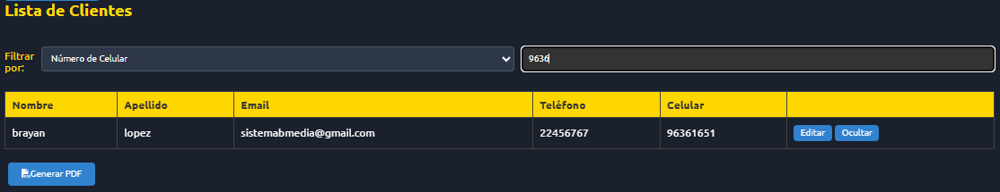 Lista de Clientes
Filtrar por: Número de Celular 9636
Nombre Apellido Email Teléfono Celular
brayan lopez sistemabmedia@gmail.com 22456767 96361651 Editar Ocultar
Generar PDF